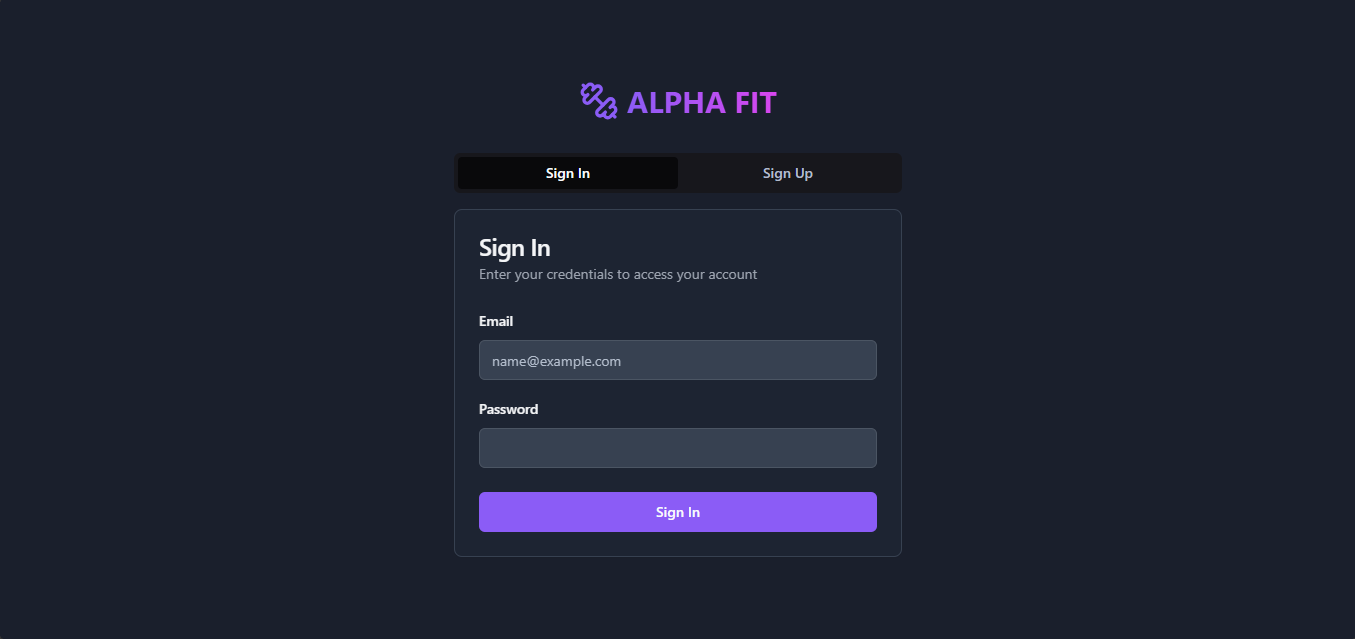 ALPHA FIT
Sign In
Sign Up
Sign In
Enter your credentials to access your account
Email
name@example.com
Password
Sign In